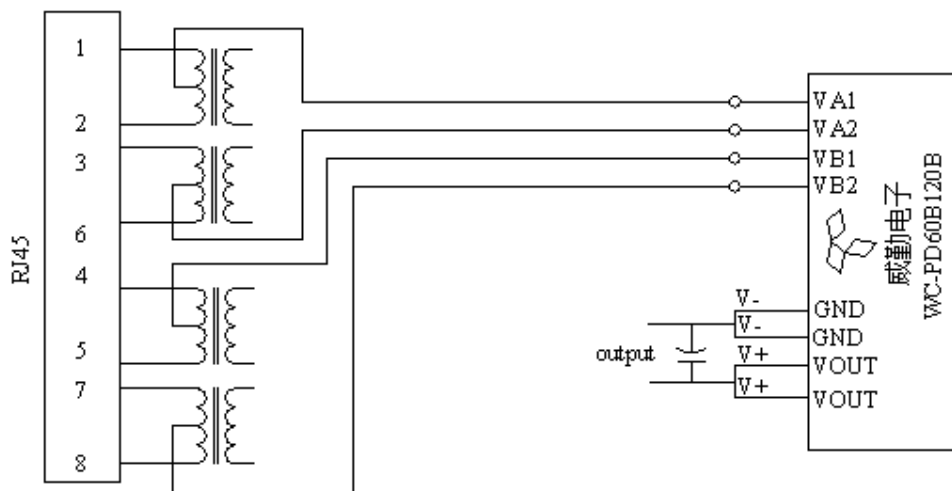 RJ45
1
2
3
6
4
5
7
8
VA1
VA2
VB1
VB2
威勤电子
WC-PD60B120B
V-
GND
V-
GND
output
V+
VOUT
V+
VOUT